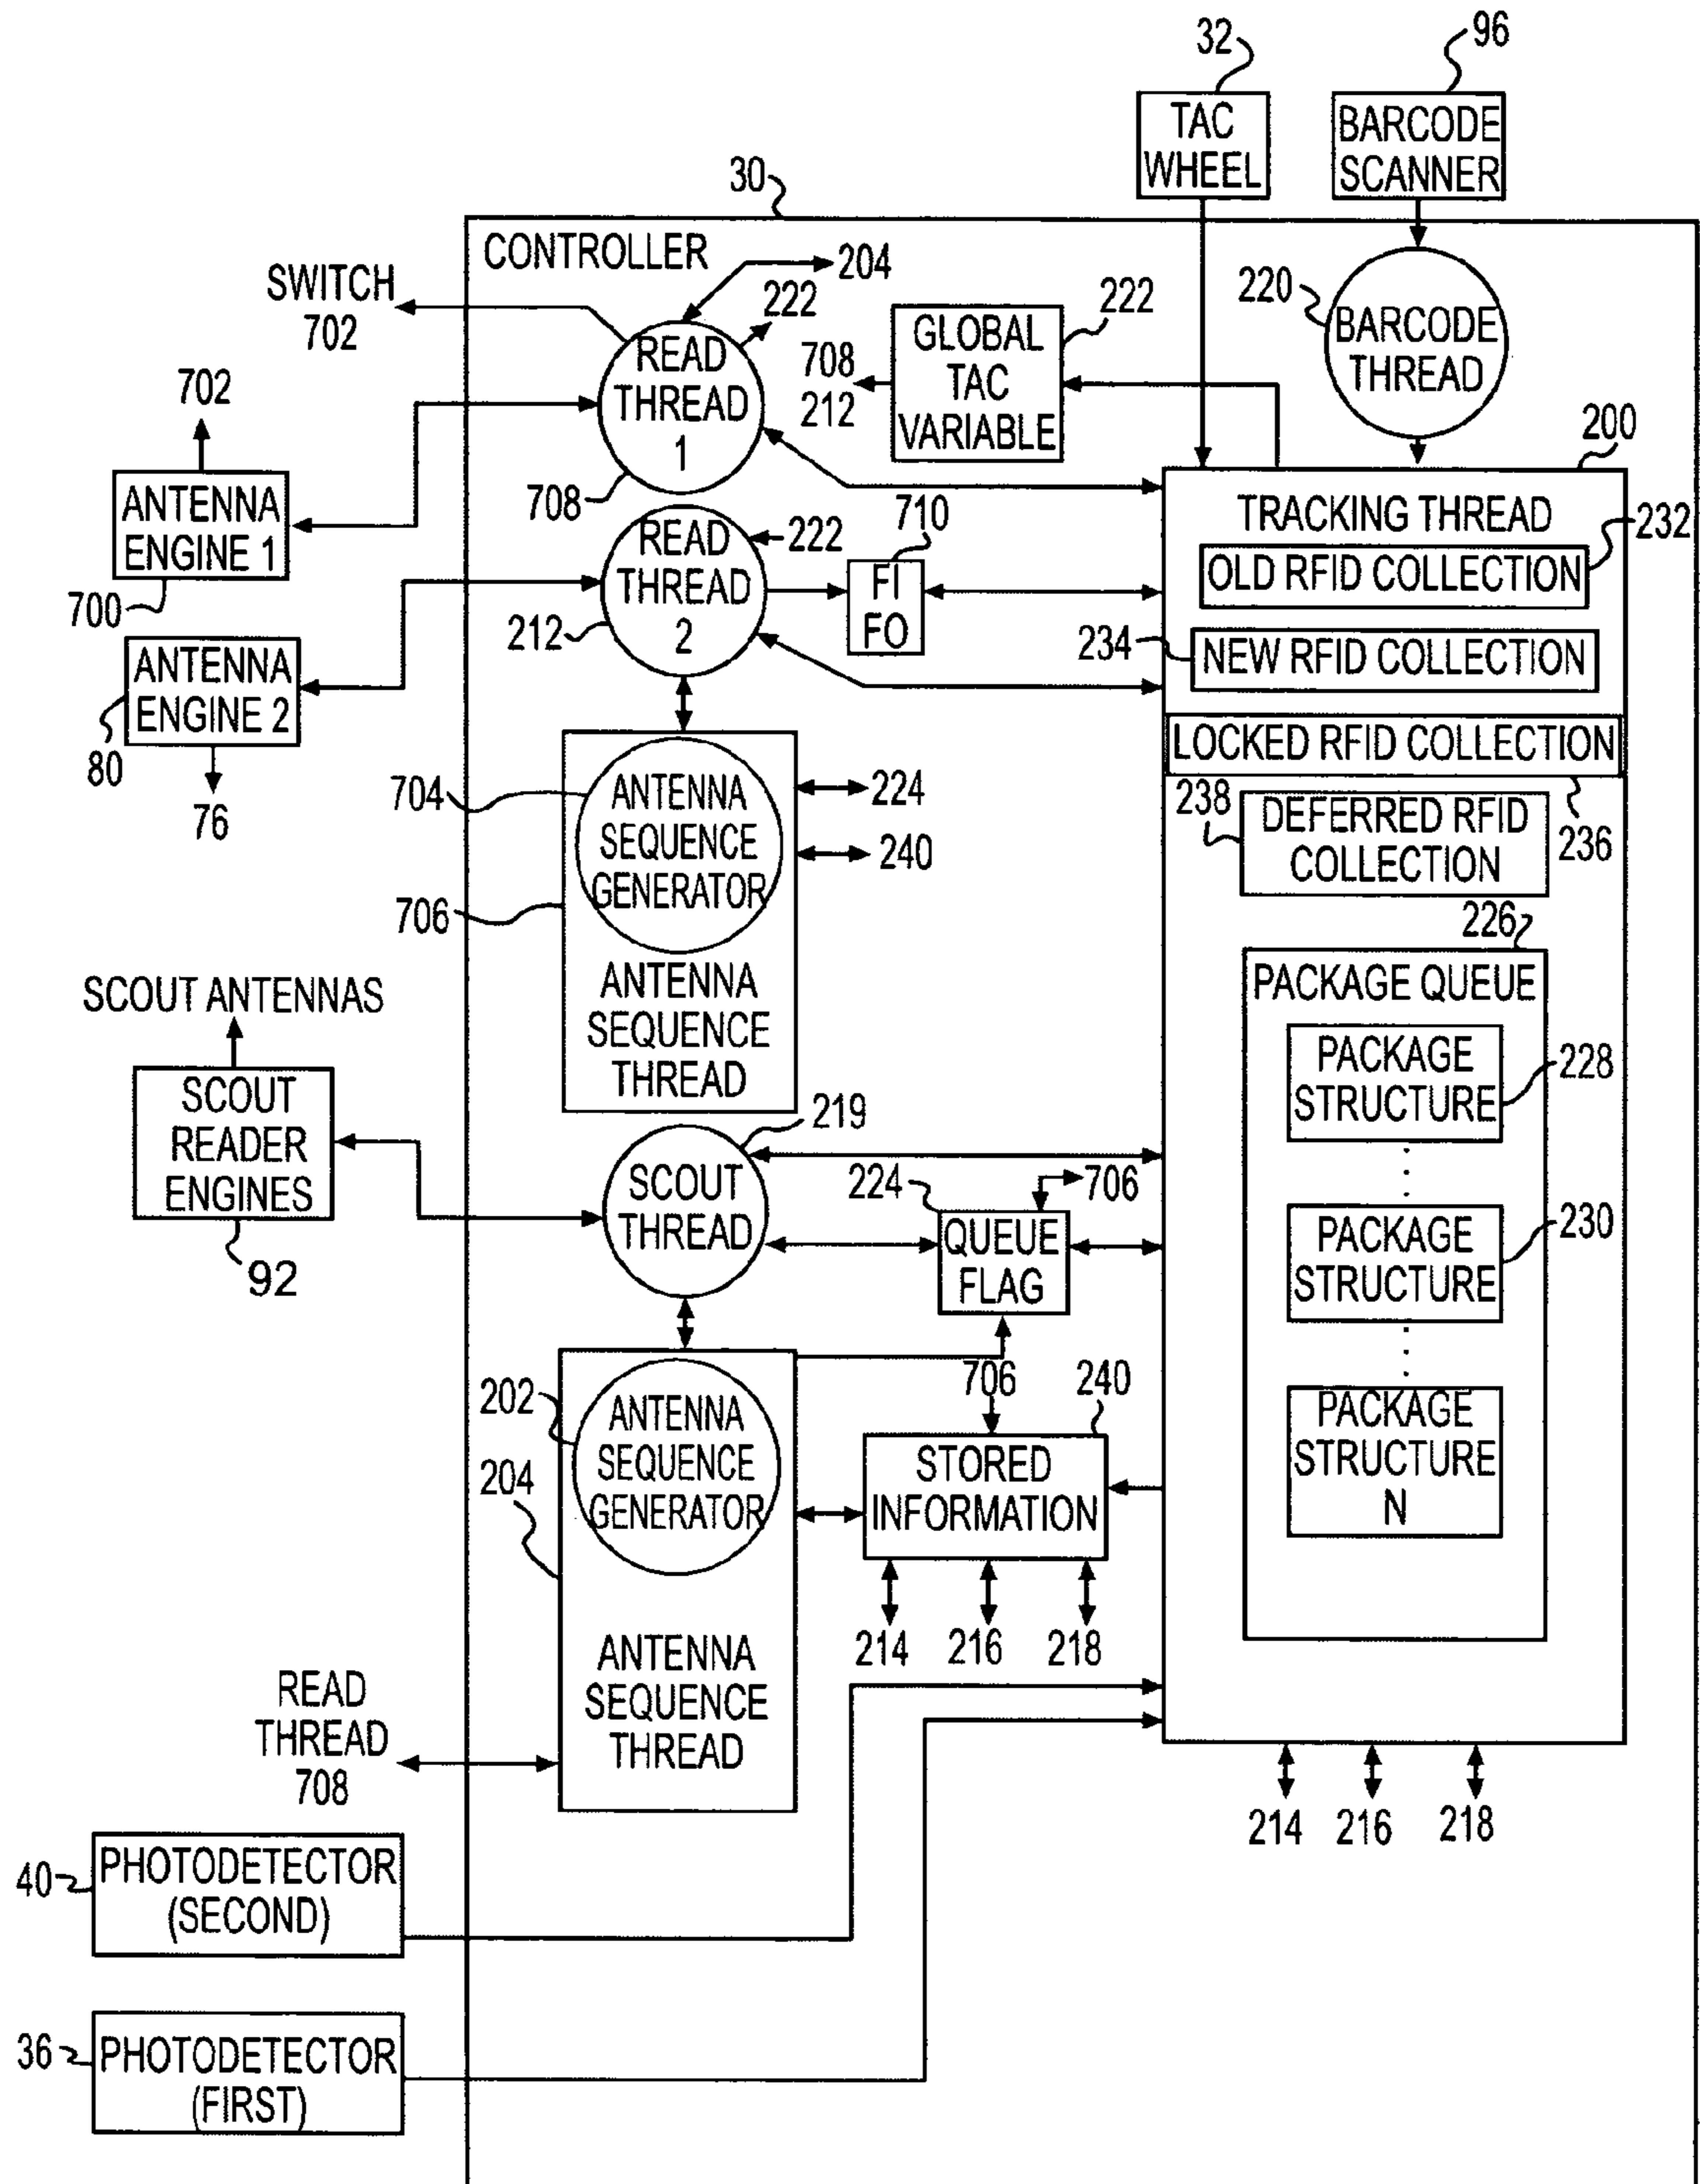 32
96
TAC
WHEEL
BARCODE
SCANNER
30
CONTROLLER
204
SWITCH
702
222
220
BARCODE
THREAD
222
GLOBAL
TAC
VARIABLE
708
212
READ
THREAD
1
708
702
ANTENNA
ENGINE 1
700
200
TRACKING THREAD
232
OLD RFID COLLECTION
710
FI
FO
READ
THREAD
2
222
212
234
NEW RFID COLLECTION
ANTENNA
ENGINE 2
80
76
LOCKED RFID COLLECTION
236
238
DEFERRED RFID
COLLECTION
704
ANTENNA
SEQUENCE
GENERATOR
224
240
706
ANTENNA
SEQUENCE
THREAD
226
PACKAGE QUEUE
PACKAGE
STRUCTURE
228
PACKAGE
STRUCTURE
230
PACKAGE
STRUCTURE
N
SCOUT ANTENNAS
SCOUT
READER
ENGINES
92
219
SCOUT
THREAD
224
706
QUEUE
FLAG
202
ANTENNA
SEQUENCE
GENERATOR
204
ANTENNA
SEQUENCE
THREAD
706
240
STORED
INFORMATION
214
216
218
READ
THREAD
708
214
216
218
40
PHOTODETECTOR
(SECOND)
36
PHOTODETECTOR
(FIRST)